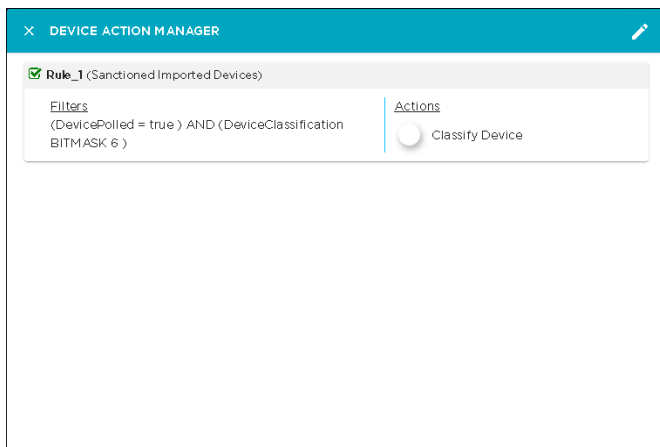 DEVICE ACTION MANAGER
Rule_1 (Sanctioned Imported Devices)
Filters
(DevicePolled = true ) AND (DeviceClassification
BITMASK 6 )
Actions
Classify Device